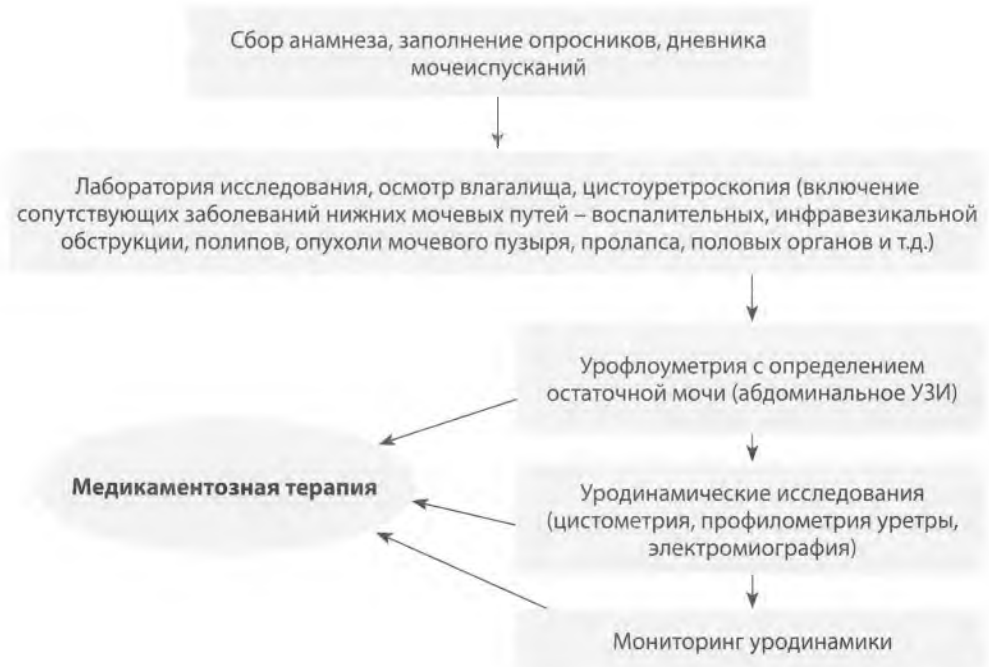 Сбор анамнеза, заполнение опросников, дневника
мочеиспусканий
Лаборатория исследования, осмотр влагалища, цистоуретроскопия (включение
сопутствующих заболеваний нижних мочевых путей – воспалительных, инфравезикальной
обструкции, полипов, опухоли мочевого пузыря, пролапса, половых органов и т.д.)
Урофлоуметрия с определением
остаточной мочи (абдоминальное УЗИ)
Медикаментозная терапия
Уродинамические исследования
(цистометрия, профилометрия уретры,
электромиография)
Мониторинг уродинамики